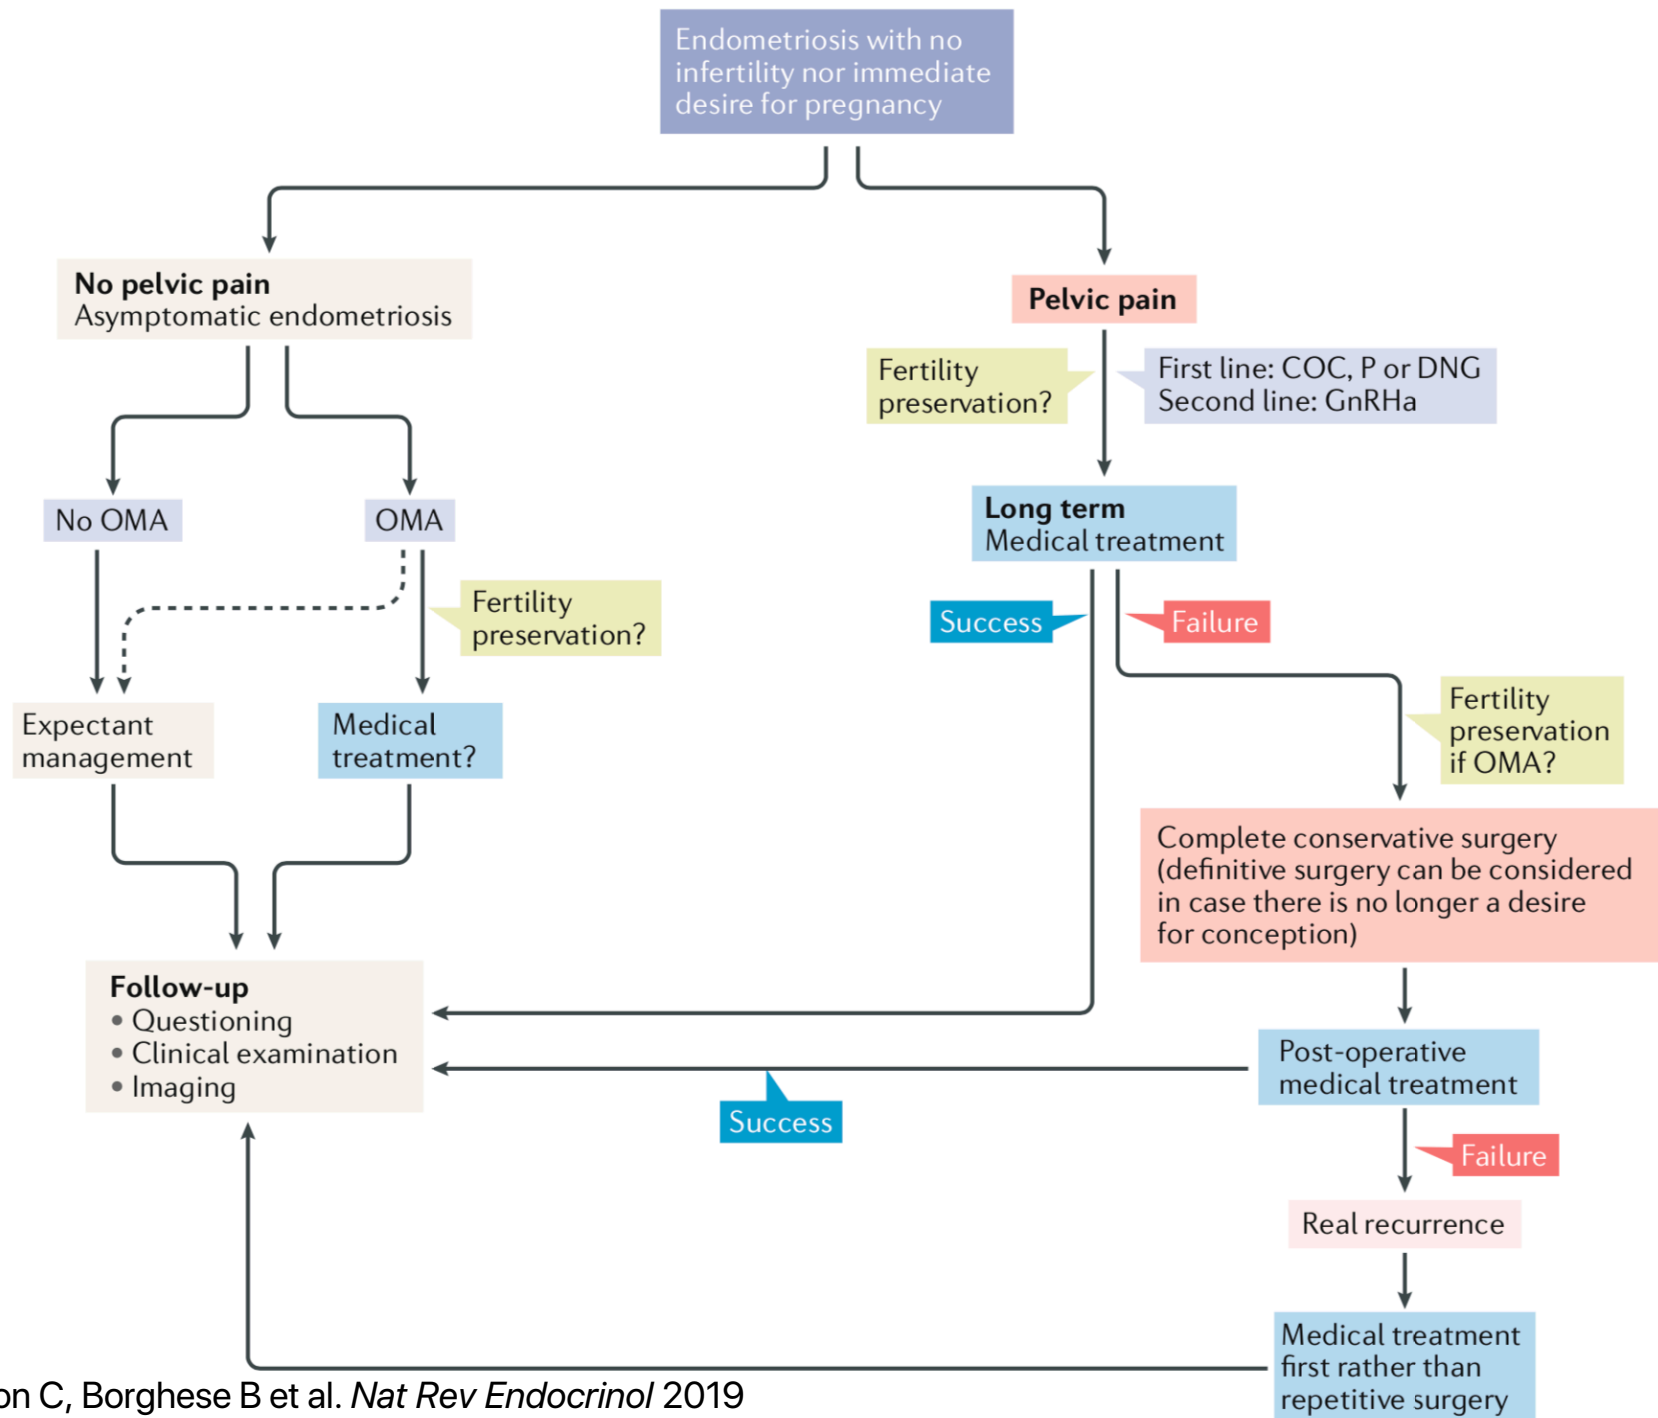 Endometriosis with no
infertility nor immediate
desire for pregnancy
No pelvic pain
Asymptomatic endometriosis
Pelvic pain
Fertility
preservation?
First line: COC, P or DNG
Second line: GnRHa
No OMA
OMA
Long term
Medical treatment
Fertility
preservation?
Success
Failure
Expectant
management
Medical
treatment?
Fertility
preservation
if OMA?
Complete conservative surgery
(definitive surgery can be considered
in case there is no longer a desire
for conception)
Follow-up
• Questioning
• Clinical examination
• Imaging
Post-operative
medical treatment
Success
Failure
Real recurrence
Medical treatment
first rather than
repetitive surgery
on C, Borghese B et al. Nat Rev Endocrinol 2019